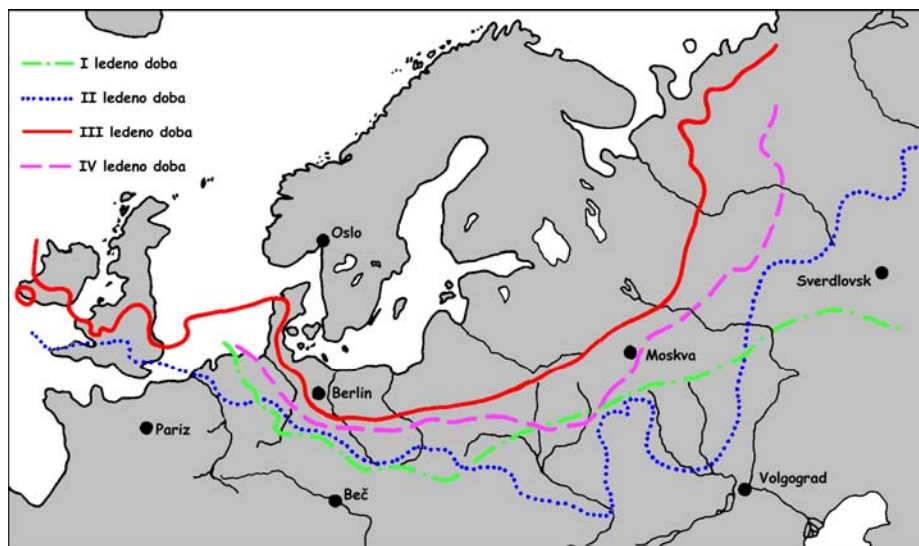 I ledeno doba
II ledeno doba
III ledeno doba
IV ledeno doba
Oslo
Sverdlovsk
Moskva
Berlin
Pariz
Volgograd
Beč